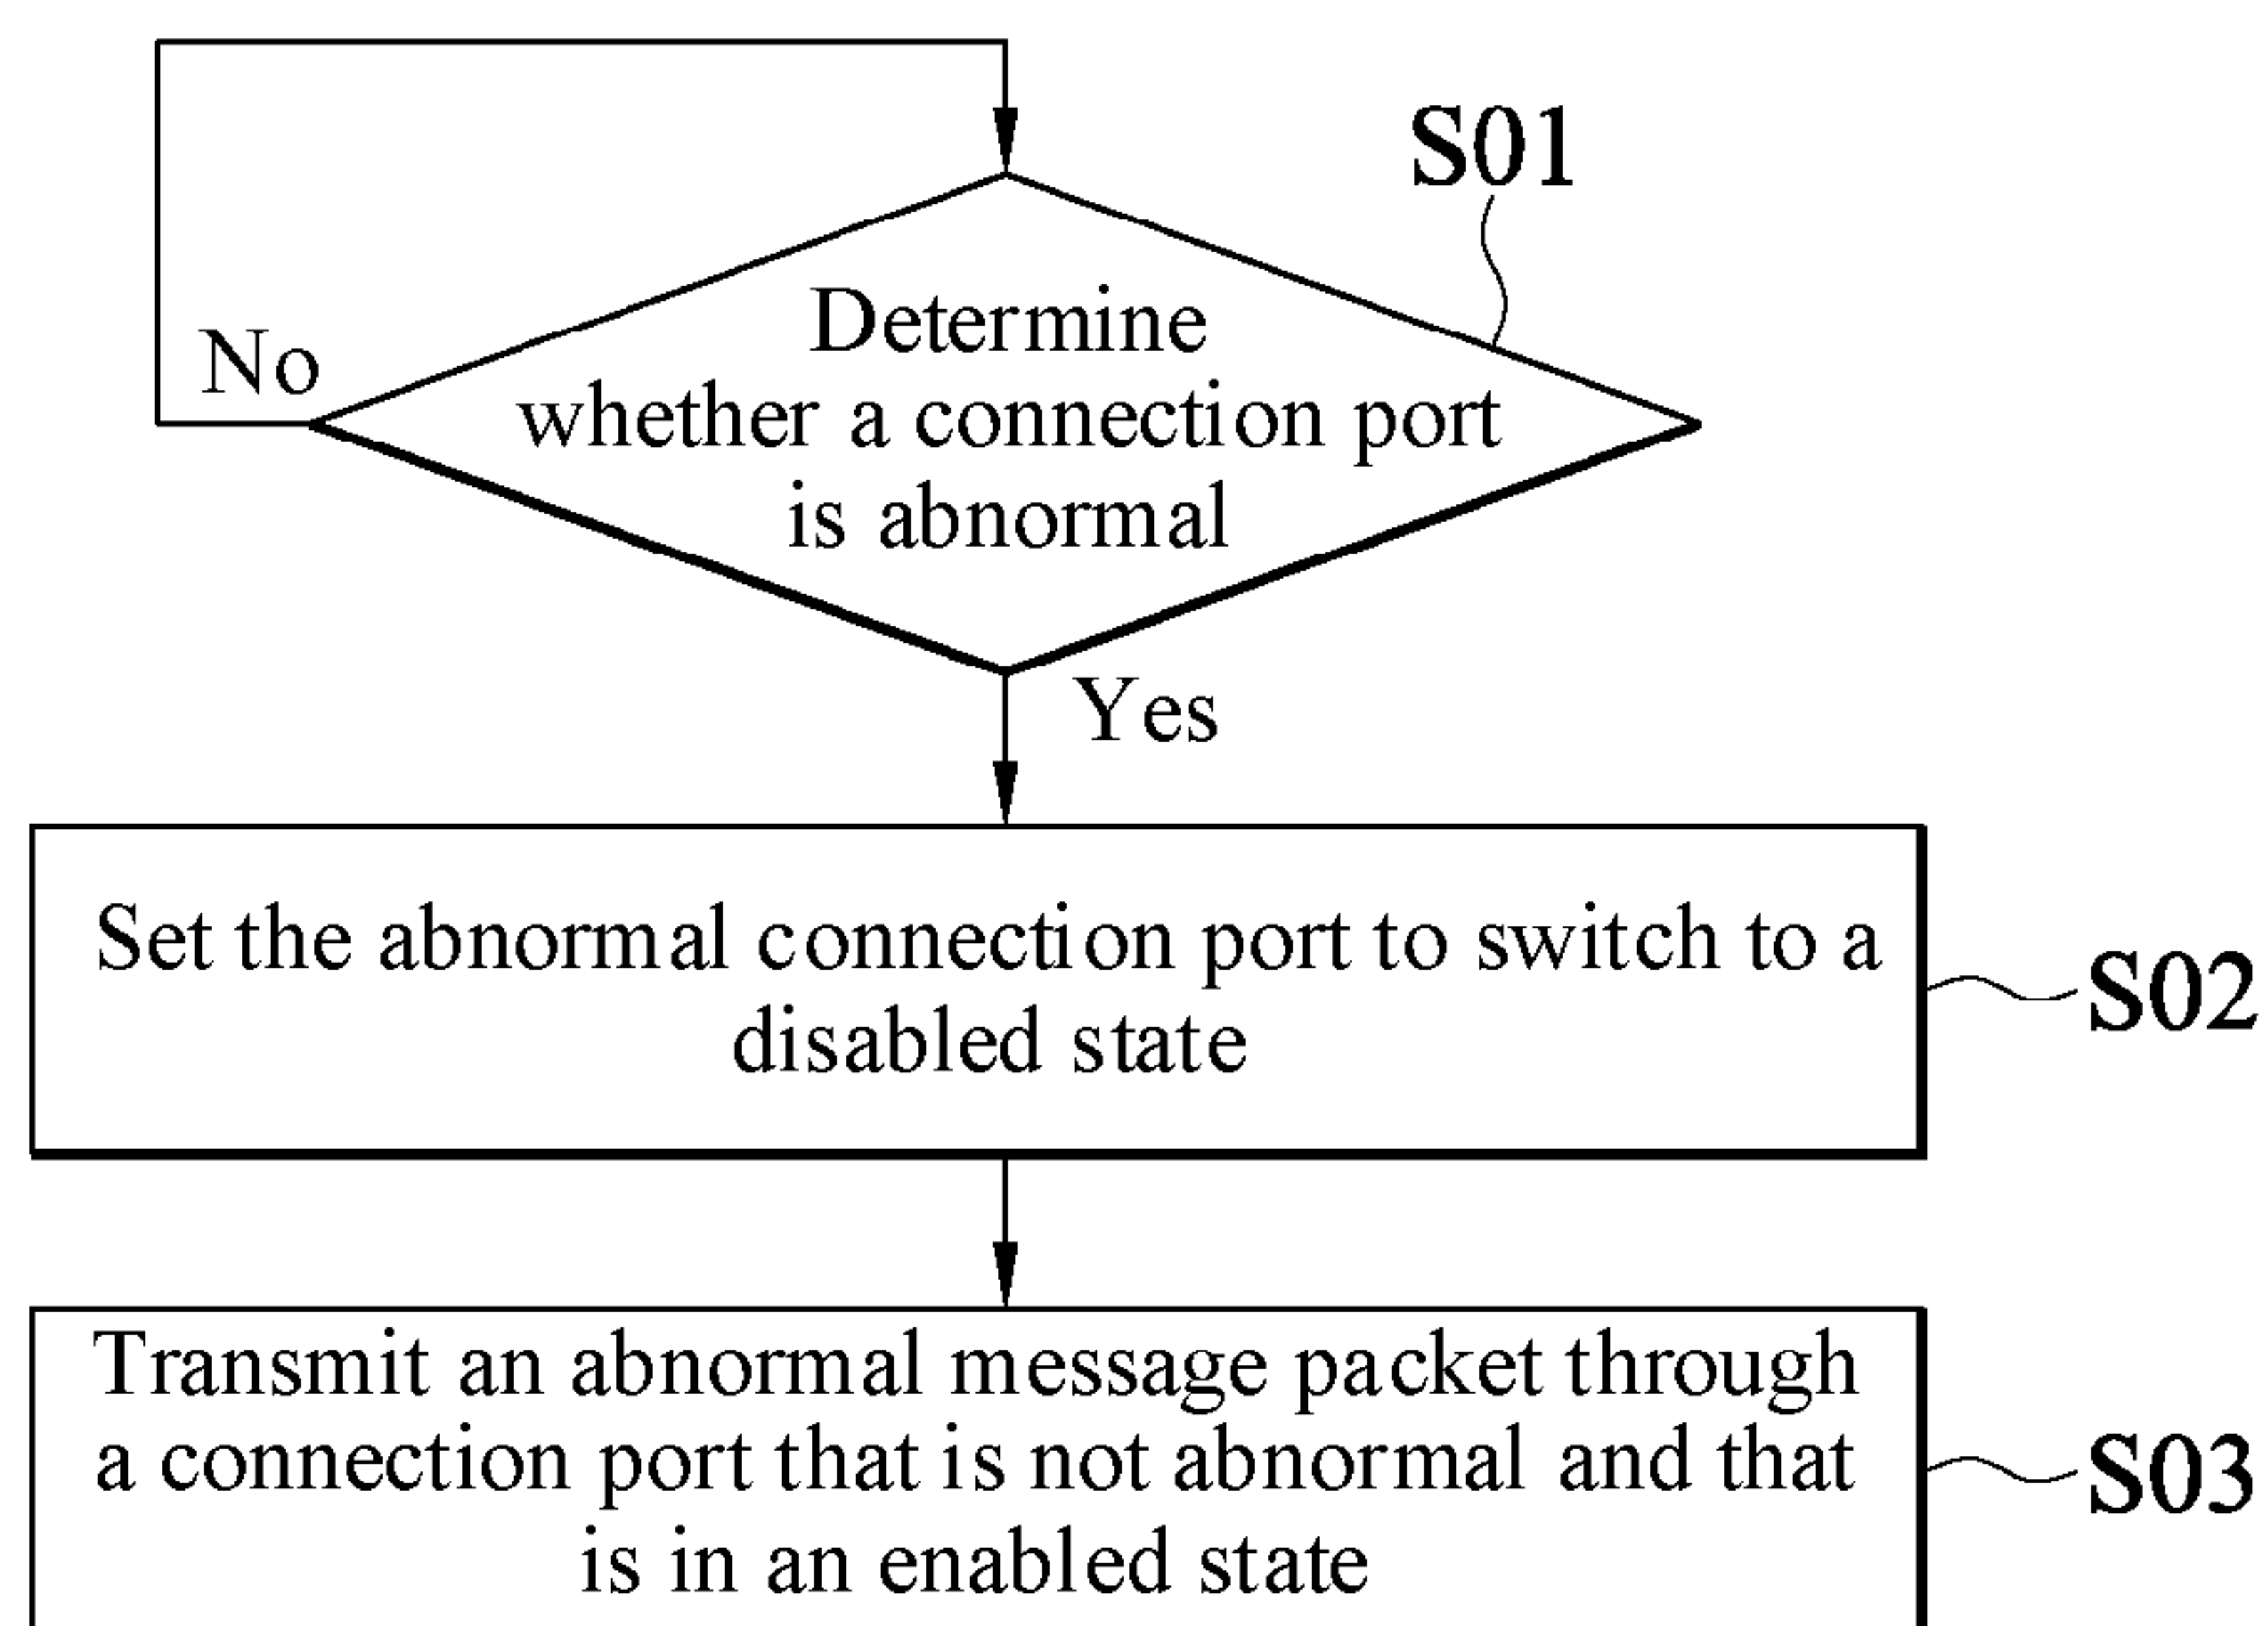 S01
Determine
No
whether a connection port
is abnormal
Yes
Set the abnormal connection port to switch to a
disabled state
S02
Transmit an abnormal message packet through
a connection port that is not abnormal and that
is in an enabled state
S03